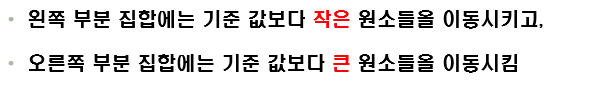 • 왼쪽 부분 집합에는 기준 값보다 작은 원소들을 이동시키고,
• 오른쪽 부분 집합에는 기준 값보다 큰 원소들을 이동시킴